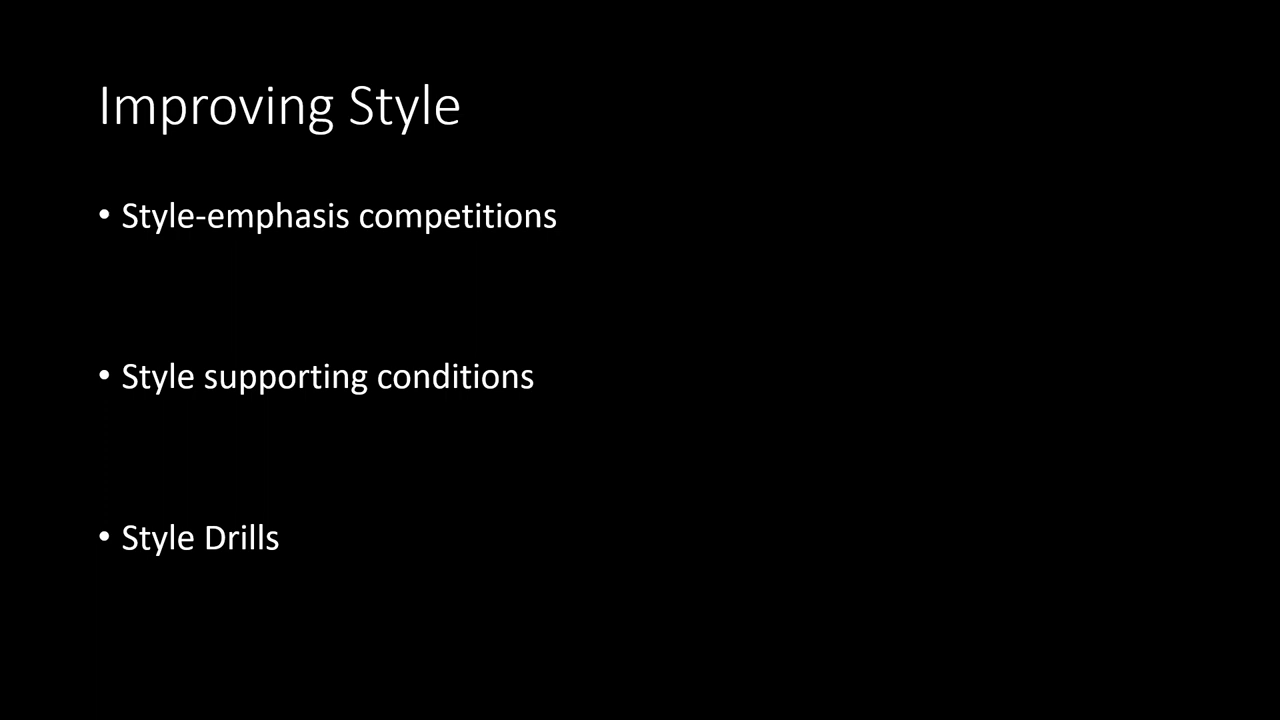 Improving Style
• Style-emphasis competitions
• Style supporting conditions
• Style Drills